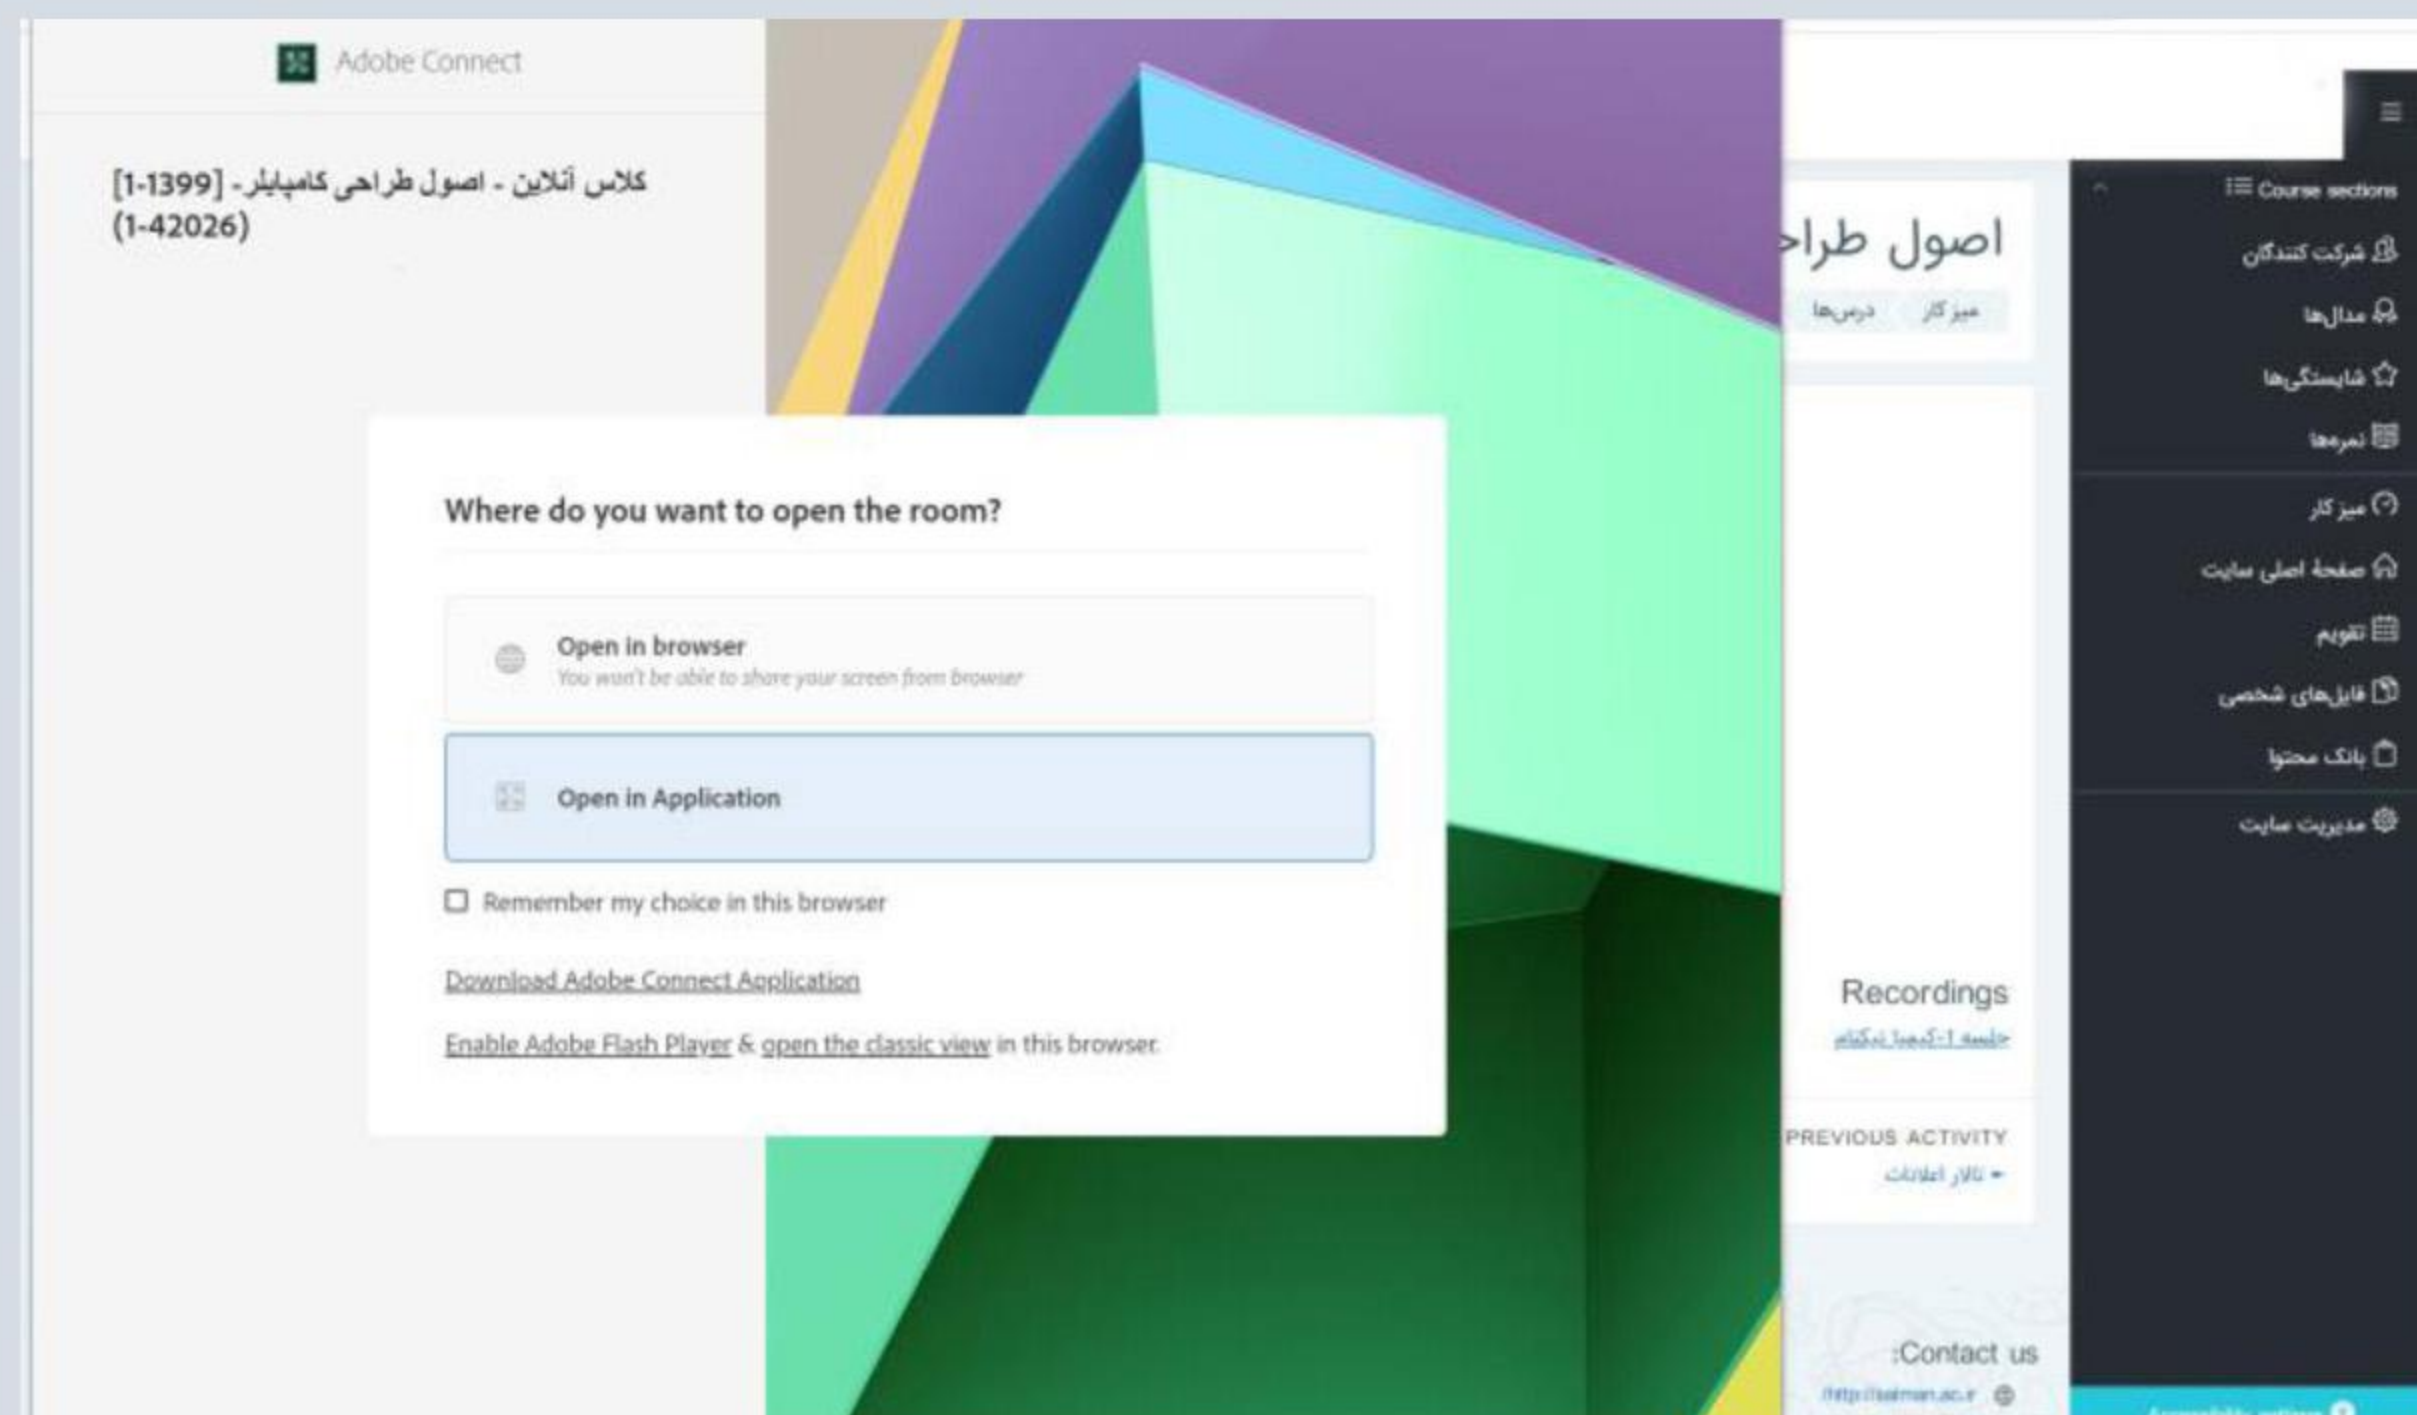 Adobe Connect
کلاس آنلاین - اصول طراحی کامپایلر- [1-1399]
(1-42026)
Where do you want to open the room?
Open in browser
You won't be able to share your screen from browser
Open in Application
Remember my choice in this browser
Download Adobe Connect Application
Enable Adobe Flash Player & open the classic view in this browser.
اصول طراح
میز کار
درس‌ها
Recordings
جلسه 1-کیمیا نیکنام
PREVIOUS ACTIVITY
تالار اعلانات
Contact us:
Course sections
شرکت کنندگان
مدال‌ها
شایستگی‌ها
نمره‌ها
میز کار
صفحهٔ اصلی سایت
تقویم
فایل‌های شخصی
بانک محتوا
مدیریت سایت